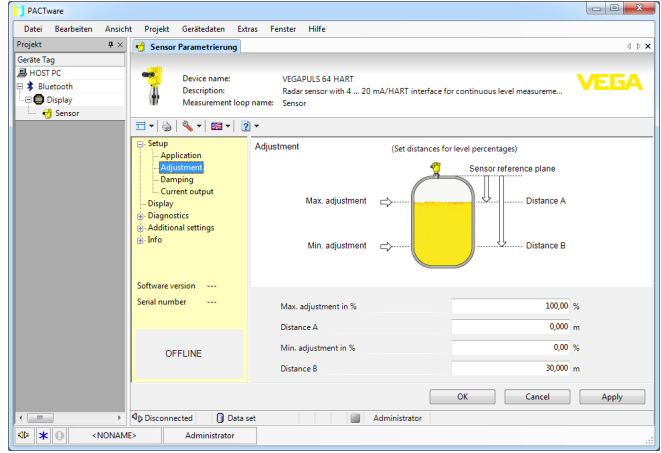 PACTware
Datei Bearbeiten Ansicht Projekt Gerätedaten Extras Fenster Hilfe
Projekt
Geräte Tag
HOST PC
Bluetooth
Display
Sensor
Sensor Parametrierung
Device name: VEGAPULS 64 HART
Description: Radar sensor with 4 ... 20 mA/HART interface for continuous level measureme...
Measurement loop name: Sensor
VEGA
Setup
Application
Adjustment
Damping
Current output
Display
Diagnostics
Additional settings
Info
Software version ---
Serial number ---
OFFLINE
Adjustment
(Set distances for level percentages)
Sensor reference plane
Max. adjustment
Distance A
Min. adjustment
Distance B
Max. adjustment in % 100,00 %
Distance A 0,000 m
Min. adjustment in % 0,00 %
Distance B 30,000 m
OK Cancel Apply
Disconnected Data set Administrator
<NONAME> Administrator